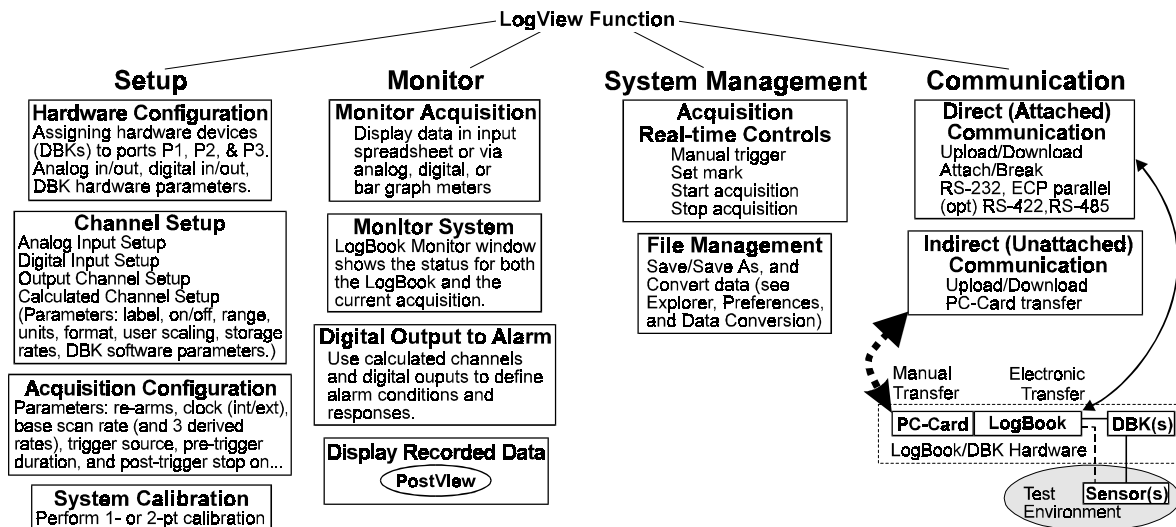 LogView Function
Setup
Hardware Configuration
Assigning hardware devices
(DBKs) to ports P1, P2, & P3.
Analog in/out, digital in/out,
DBK hardware parameters.
Channel Setup
Analog Input Setup
Digital Input Setup
Output Channel Setup
Calculated Channel Setup
(Parameters: label, on/off, range,
units, format, user scaling, storage
rates, DBK software parameters.)
Acquisition Configuration
Parameters: re-arms, clock (int/ext),
base scan rate (and 3 derived
rates), trigger source, pre-trigger
duration, and post-trigger stop on...
System Calibration
Perform 1- or 2-pt calibration
Monitor
Monitor Acquisition
Display data in input
spreadsheet or via
analog, digital, or
bar graph meters
Monitor System
LogBook Monitor window
shows the status for both
the LogBook and the
current acquisition.
Digital Output to Alarm
Use calculated channels
and digital ouputs to define
alarm conditions and
responses.
Display Recorded Data
PostView
System Management
Acquisition
Real-time Controls
Manual trigger
Set mark
Start acquisition
Stop acquisition
File Management
Save/Save As, and
Convert data (see
Explorer, Preferences,
and Data Conversion)
Communication
Direct (Attached)
Communication
Upload/Download
Attach/Break
RS-232, ECP parallel
(opt) RS-422,RS-485
Indirect (Unattached)
Communication
Upload/Download
PC-Card transfer
Manual
Transfer
Electronic
Transfer
PC-Card
LogBook
DBK(s)
LogBook/DBK Hardware
Test
Environment
Sensor(s)